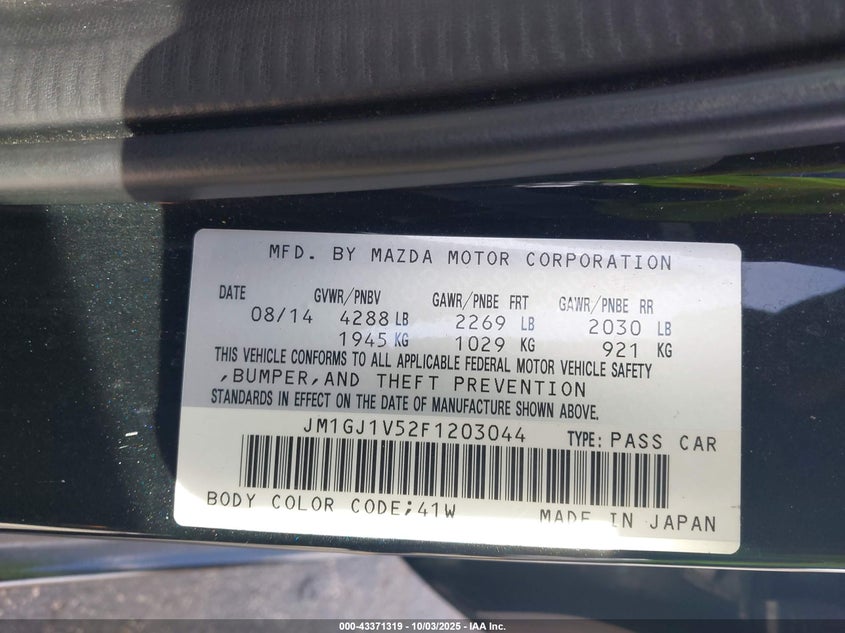 MFD. BY MAZDA MOTOR CORPORATION
DATE GVWR/PNBV GAWR/PNBE FRT GAWR/PNBE RR
08/14 4288 LB 2269 LB 2030 LB
1945 KG 1029 KG 921 KG
THIS VEHICLE CONFORMS TO ALL APPLICABLE FEDERAL MOTOR VEHICLE SAFETY
,BUMPER,AND THEFT PREVENTION
STANDARDS IN EFFECT ON THE DATE OF MANUFACTURE SHOWN ABOVE.
JM1GJ1V52F1203044 TYPE: PASS CAR
BODY COLOR CODE;41W MADE IN JAPAN
000-43371319 - 10/03/2025 - IAA Inc.